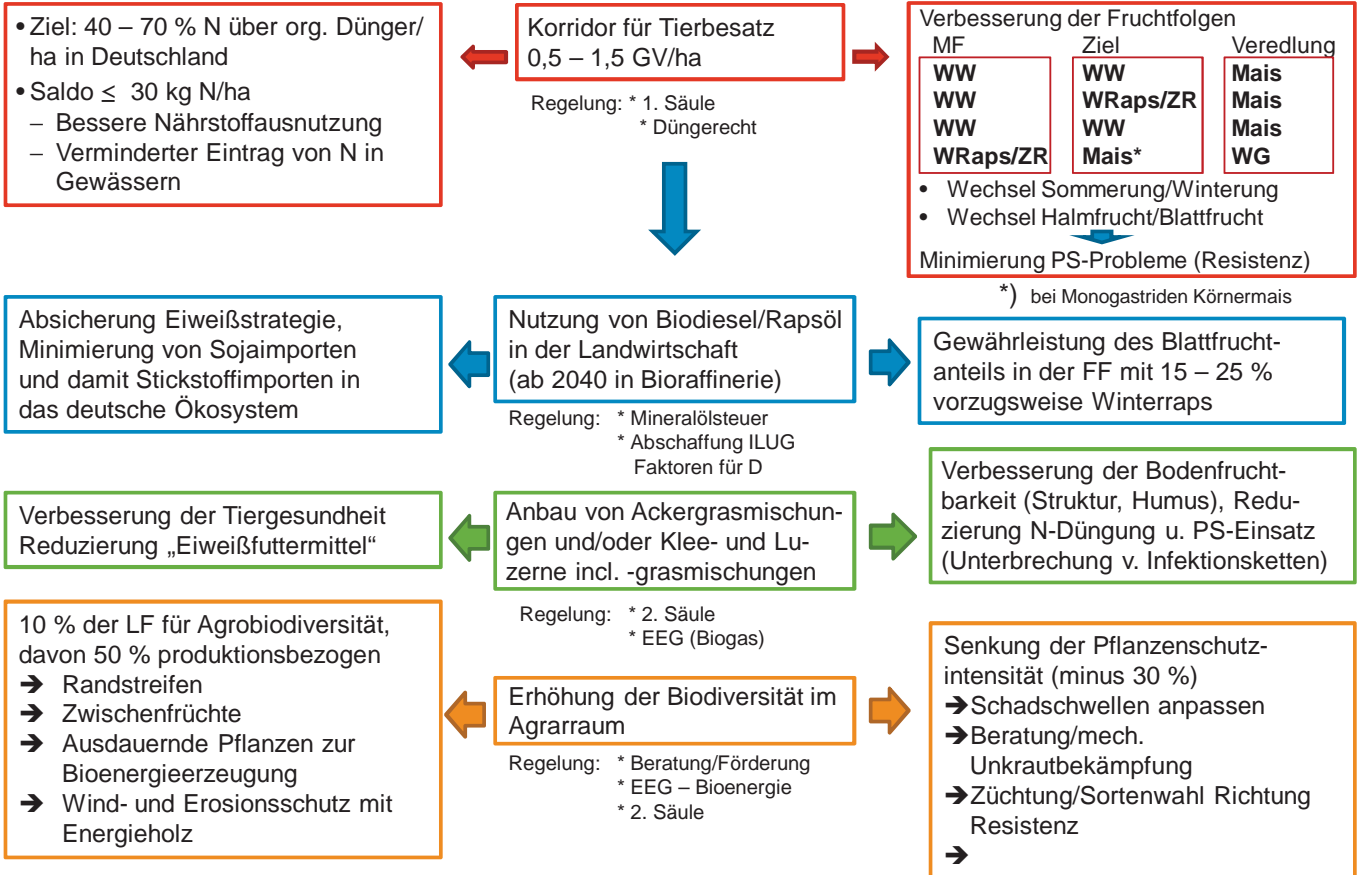 • Ziel: 40 – 70 % N über org. Dünger/
ha in Deutschland
• Saldo ≤ 30 kg N/ha
– Bessere Nährstoffausnutzung
– Verminderter Eintrag von N in
Gewässern
Korridor für Tierbesatz
0,5 – 1,5 GV/ha
Regelung: * 1. Säule
* Düngerecht
Verbesserung der Fruchtfolgen
MF Ziel Veredlung
WW WW Mais
WW WRaps/ZR Mais
WW WW Mais
WRaps/ZR Mais* WG
• Wechsel Sommerung/Winterung
• Wechsel Halmfrucht/Blattfrucht
Minimierung PS-Probleme (Resistenz)
*) bei Monogastriden Körnermais
Absicherung Eiweißstrategie,
Minimierung von Sojaimporten
und damit Stickstoffimporten in
das deutsche Ökosystem
Nutzung von Biodiesel/Rapsöl
in der Landwirtschaft
(ab 2040 in Bioraffinerie)
Regelung: * Mineralölsteuer
* Abschaffung ILUG
Faktoren für D
Gewährleistung des Blattfrucht-
anteils in der FF mit 15 – 25 %
vorzugsweise Winterraps
Verbesserung der Tiergesundheit
Reduzierung „Eiweißfuttermittel“
Anbau von Ackergrasmischun-
gen und/oder Klee- und Lu-
zerne incl. -grasmischungen
Regelung: * 2. Säule
* EEG (Biogas)
Verbesserung der Bodenfrucht-
barkeit (Struktur, Humus), Redu-
zierung N-Düngung u. PS-Einsatz
(Unterbrechung v. Infektionsketten)
10 % der LF für Agrobiodiversität,
davon 50 % produktionsbezogen
➔ Randstreifen
➔ Zwischenfrüchte
➔ Ausdauernde Pflanzen zur
Bioenergieerzeugung
➔ Wind- und Erosionsschutz mit
Energieholz
Erhöhung der Biodiversität im
Agrarraum
Regelung: * Beratung/Förderung
* EEG – Bioenergie
* 2. Säule
Senkung der Pflanzenschutz-
intensität (minus 30 %)
➔Schadschwellen anpassen
➔Beratung/mech.
Unkrautbekämpfung
➔Züchtung/Sortenwahl Richtung
Resistenz
➔